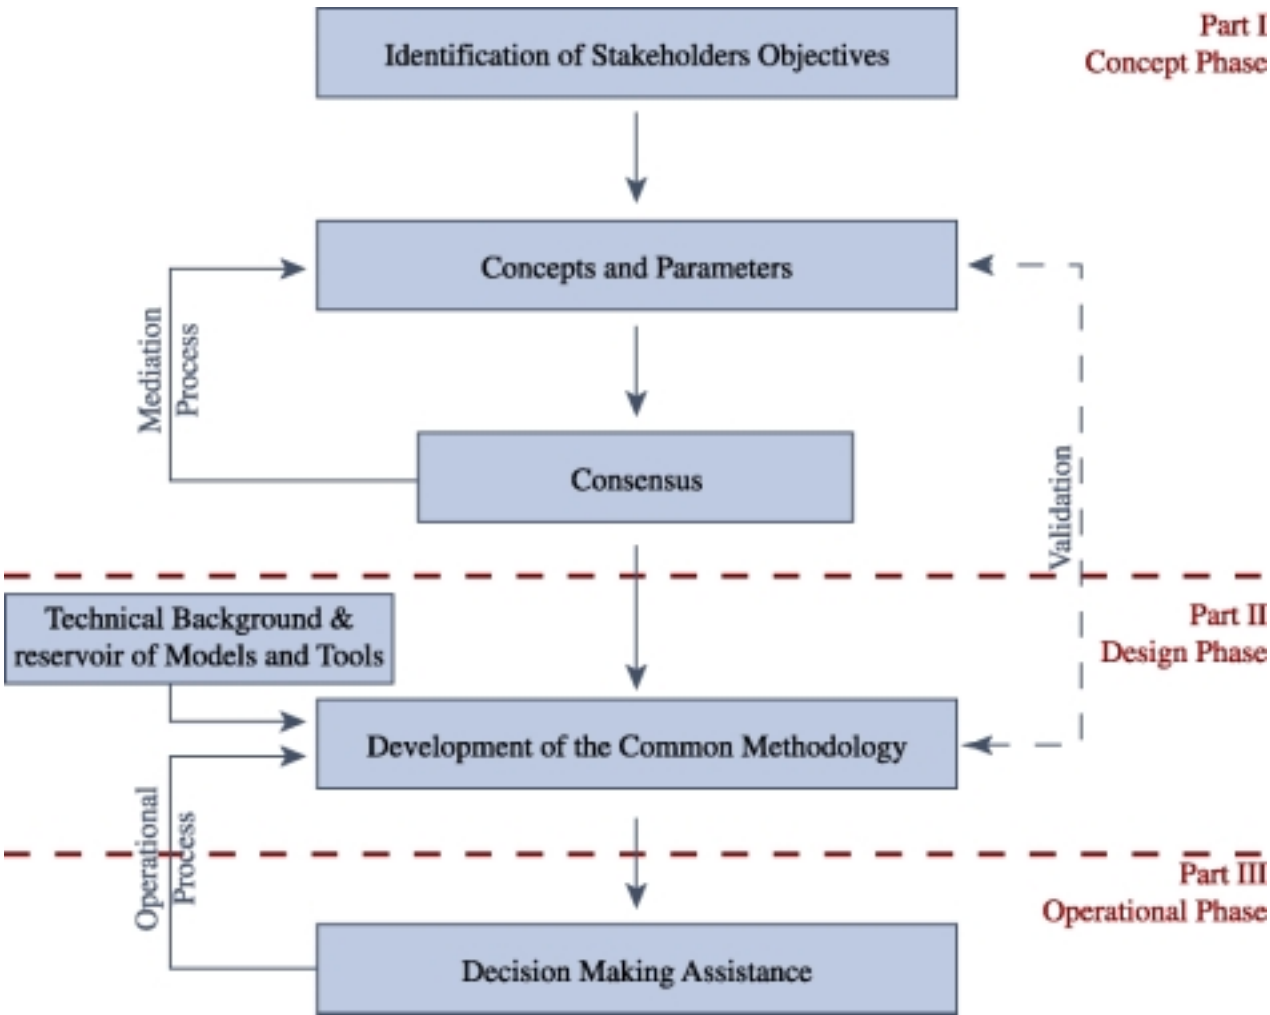 Identification of Stakeholders Objectives
Part I
Concept Phase
Concepts and Parameters
Mediation
Process
Consensus
Validation
Technical Background &
reservoir of Models and Tools
Part II
Design Phase
Development of the Common Methodology
Operational
Process
Part III
Operational Phase
Decision Making Assistance